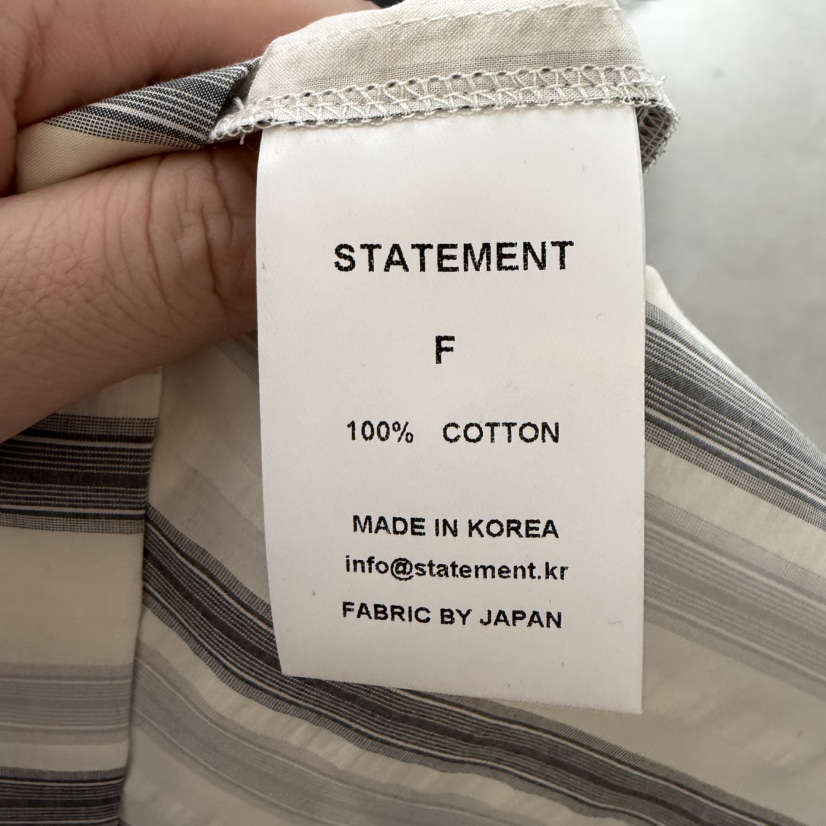 STATEMENT
F
100% COTTON
MADE IN KOREA
info@statement.kr
FABRIC BY JAPAN